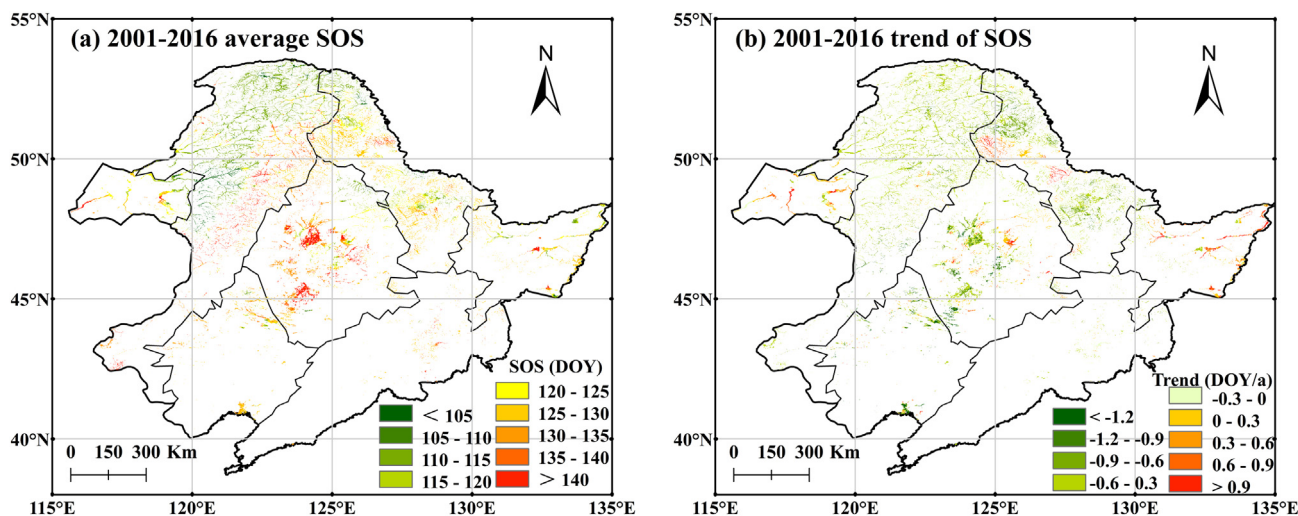 55°N
(a) 2001-2016 average SOS
N
50°N
45°N
40°N
SOS (DOY)
< 105
105 - 110
110 - 115
115 - 120
120 - 125
125 - 130
130 - 135
135 - 140
> 140
0 150 300 Km
115°E 120°E 125°E 130°E 135°E
55°N
(b) 2001-2016 trend of SOS
N
50°N
45°N
40°N
Trend (DOY/a)
< -1.2
-1.2 - -0.9
-0.9 - -0.6
-0.6 - 0.3
-0.3 - 0
0 - 0.3
0.3 - 0.6
0.6 - 0.9
> 0.9
0 150 300 Km
115°E 120°E 125°E 130°E 135°E